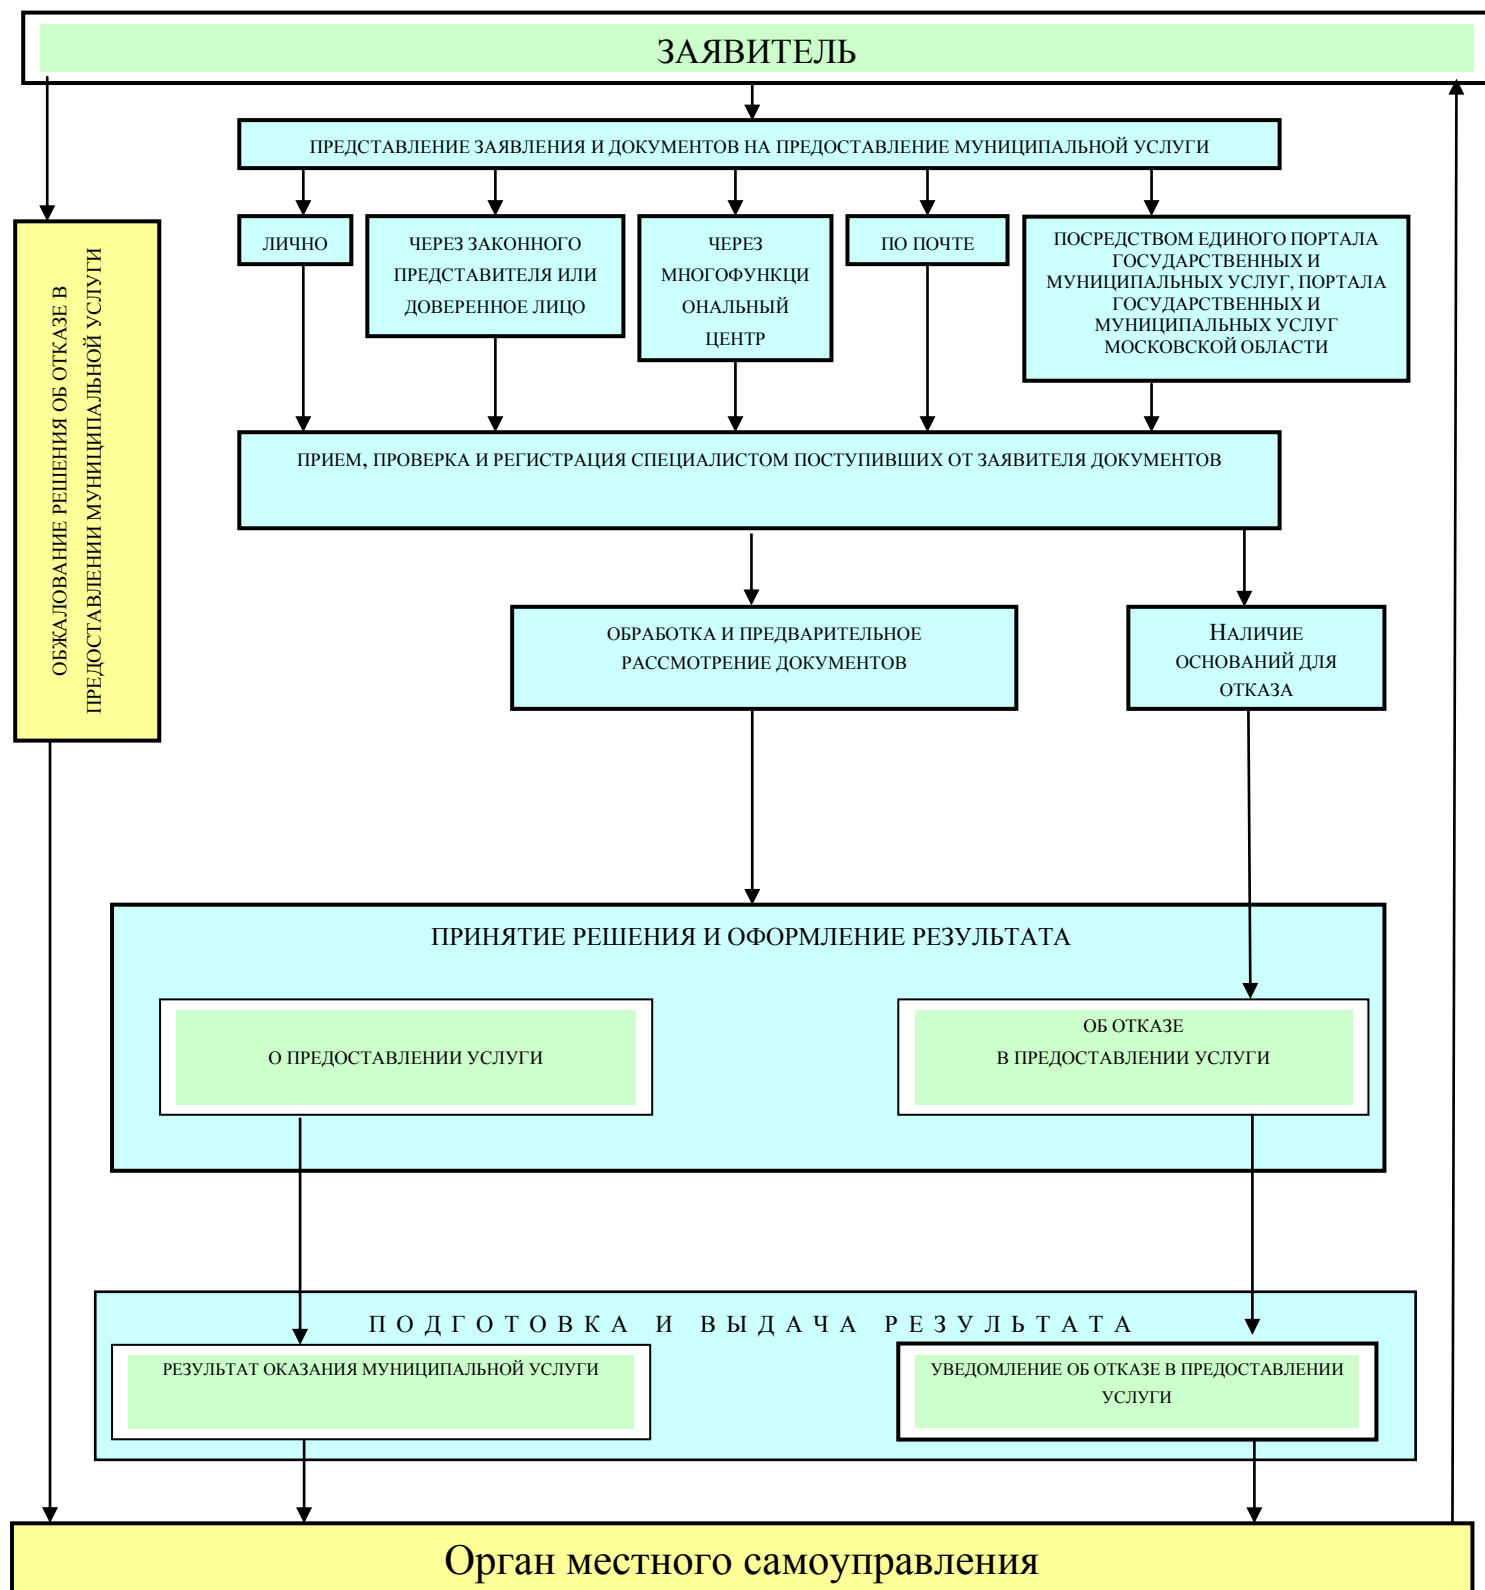 ЗАЯВИТЕЛЬ
ПРЕДСТАВЛЕНИЕ ЗАЯВЛЕНИЯ И ДОКУМЕНТОВ НА ПРЕДОСТАВЛЕНИЕ МУНИЦИПАЛЬНОЙ УСЛУГИ
ЛИЧНО
ЧЕРЕЗ ЗАКОННОГО
ПРЕДСТАВИТЕЛЯ ИЛИ
ДОВЕРЕННОЕ ЛИЦО
ЧЕРЕЗ
МНОГОФУНКЦИ
ОНАЛЬНЫЙ
ЦЕНТР
ПО ПОЧТЕ
ПОСРЕДСТВОМ ЕДИНОГО ПОРТАЛА
ГОСУДАРСТВЕННЫХ И
МУНИЦИПАЛЬНЫХ УСЛУГ, ПОРТАЛА
ГОСУДАРСТВЕННЫХ И
МУНИЦИПАЛЬНЫХ УСЛУГ
МОСКОВСКОЙ ОБЛАСТИ
ОБЖАЛОВАНИЕ РЕШЕНИЯ ОБ ОТКАЗЕ В
ПРЕДОСТАВЛЕНИИ МУНИЦИПАЛЬНОЙ УСЛУГИ
ПРИЕМ, ПРОВЕРКА И РЕГИСТРАЦИЯ СПЕЦИАЛИСТОМ ПОСТУПИВШИХ ОТ ЗАЯВИТЕЛЯ ДОКУМЕНТОВ
ОБРАБОТКА И ПРЕДВАРИТЕЛЬНОЕ
РАССМОТРЕНИЕ ДОКУМЕНТОВ
НАЛИЧИЕ
ОСНОВАНИЙ ДЛЯ
ОТКАЗА
ПРИНЯТИЕ РЕШЕНИЯ И ОФОРМЛЕНИЕ РЕЗУЛЬТАТА
О ПРЕДОСТАВЛЕНИИ УСЛУГИ
ОБ ОТКАЗЕ
В ПРЕДОСТАВЛЕНИИ УСЛУГИ
ПОДГОТОВКА И ВЫДАЧА РЕЗУЛЬТАТА
РЕЗУЛЬТАТ ОКАЗАНИЯ МУНИЦИПАЛЬНОЙ УСЛУГИ
УВЕДОМЛЕНИЕ ОБ ОТКАЗЕ В ПРЕДОСТАВЛЕНИИ
УСЛУГИ
Орган местного самоуправления